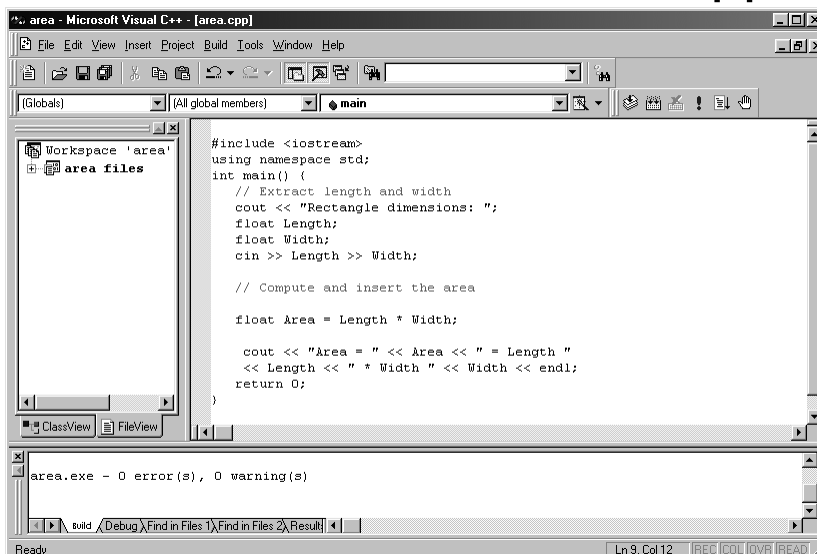 area - Microsoft Visual C++ - [area.cpp]
File Edit View Insert Project Build Tools Window Help
(Globals) (All global members) main
Workspace 'area'
area files
#include <iostream>
using namespace std;
int main() {
// Extract length and width
cout << "Rectangle dimensions: ";
float Length;
float Width;
cin >> Length >> Width;
// Compute and insert the area
float Area = Length * Width;
cout << "Area = " << Area << " = Length "
<< Length << " * Width " << Width << endl;
return 0;
}
ClassView FileView
area.exe - 0 error(s), 0 warning(s)
Build Debug Find in Files 1 Find in Files 2 Results
Ready Ln 9, Col 12 REC COL OVR READ